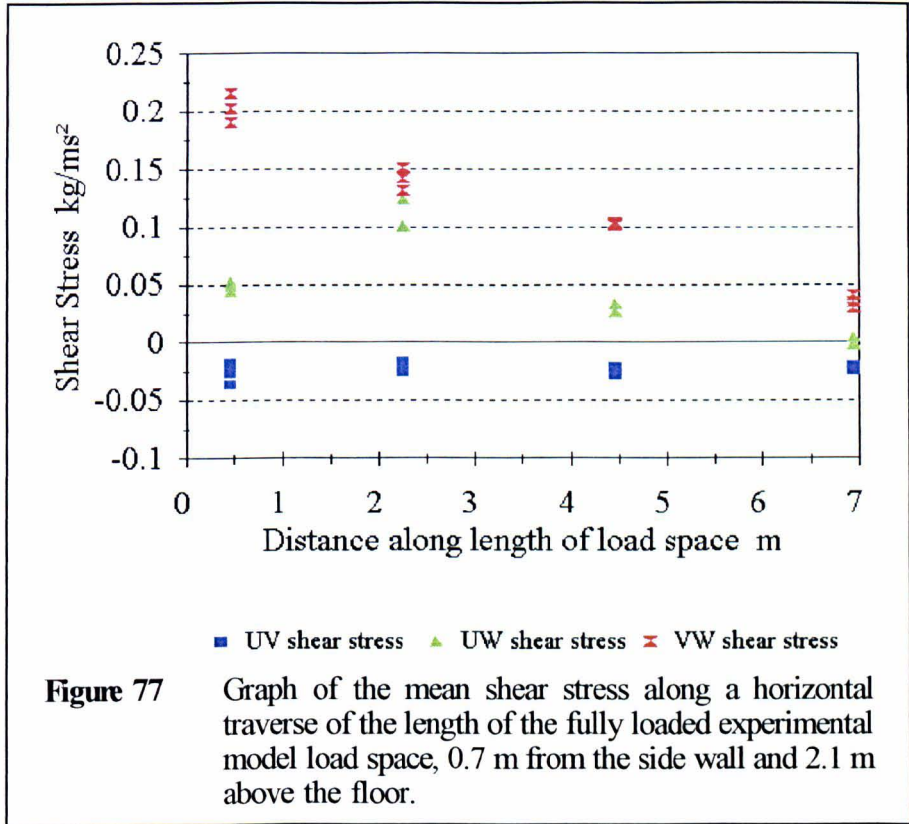 0.25
0.2
0.15
0.1
0.05
0
-0.05
-0.1
Shear Stress kg/ms²
0 1 2 3 4 5 6 7
Distance along length of load space m
UV shear stress UW shear stress VW shear stress
Figure 77 Graph of the mean shear stress along a horizontal
traverse of the length of the fully loaded experimental
model load space, 0.7 m from the side wall and 2.1 m
above the floor.